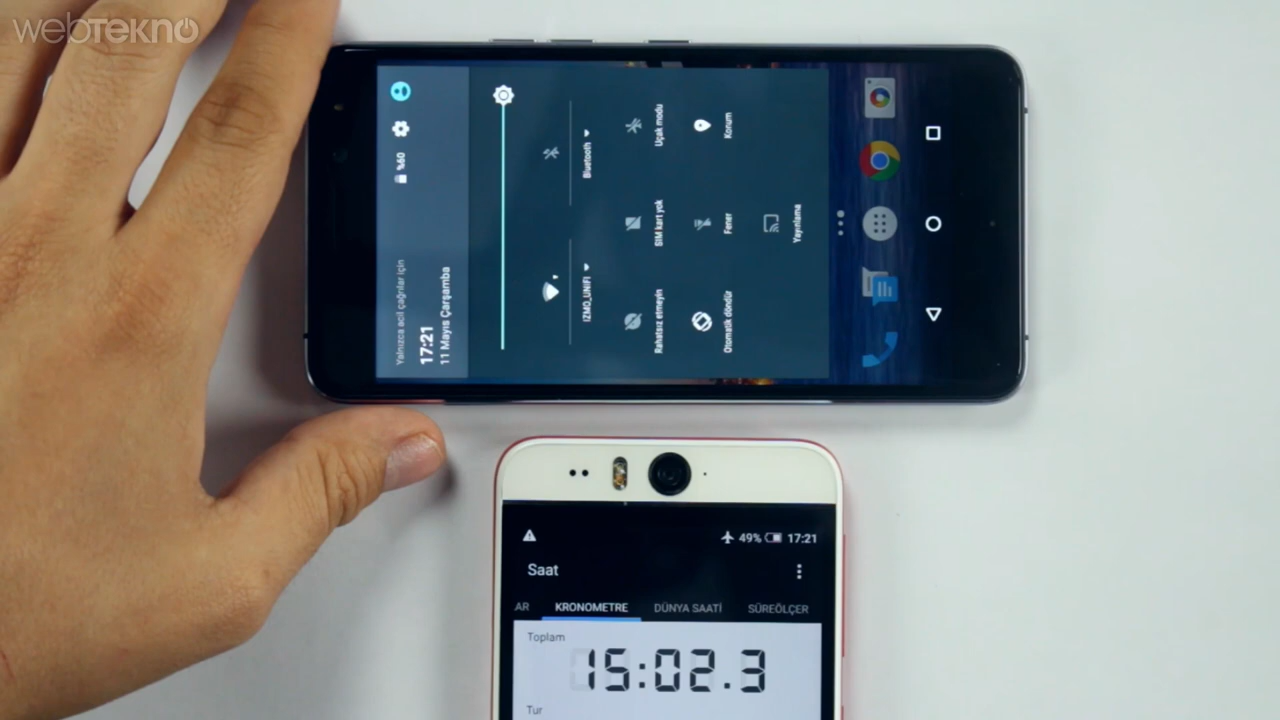 webTEKNO
Yalnızca acil çağrılar için
%60
17:21
11 Mayıs Çarşamba
IZMO_UNIFI
Bluetooth
Rahatsız etmeyin
SIM kart yok
Uçak modu
Otomatik döndür
Fener
Konum
Yayınlama
49% 17:21
Saat
AR KRONOMETRE DÜNYA SAATİ SÜREÖLÇER
Toplam
15:02.3
Tur